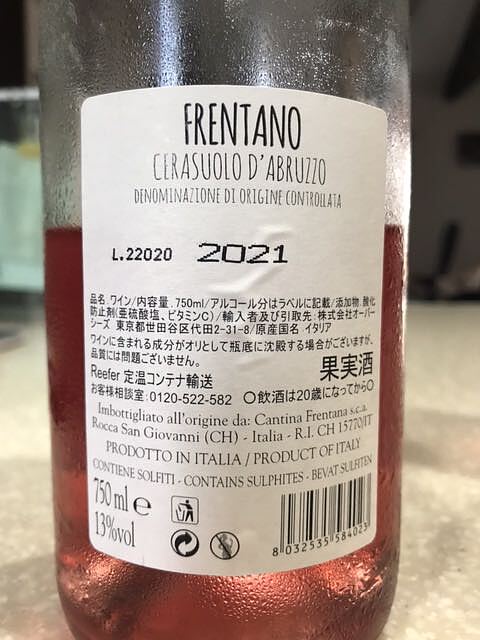 FRENTANO
CERASUOLO D'ABRUZZO
DENOMINAZIONE DI ORIGINE CONTROLLATA
L.22020 2021
品名.ワイン/内容量.750ml/アルコール分はラベルに記載/添加物.酸化
防止剤(亜硫酸塩、ビタミンC)/輸入者及び引取先:株式会社オーバー
シーズ 東京都世田谷区代田2-31-8/原産国名.イタリア
ワインに含まれる成分がオリとして瓶底に沈殿する場合がございますが、
品質には問題ございません。
Reefer 定温コンテナ輸送
果実酒
お客様相談室:0120-522-582 〇飲酒は20歳になってから〇
Imbottigliato all'origine da: Cantina Frentana s.c.a.
Rocca San Giovanni (CH) - Italia - R.I. CH 15770/IT
PRODOTTO IN ITALIA / PRODUCT OF ITALY
CONTIENE SOLFITI - CONTAINS SULPHITES - BEVAT SULFITEN
750 ml e
13%vol
8 032535 584023